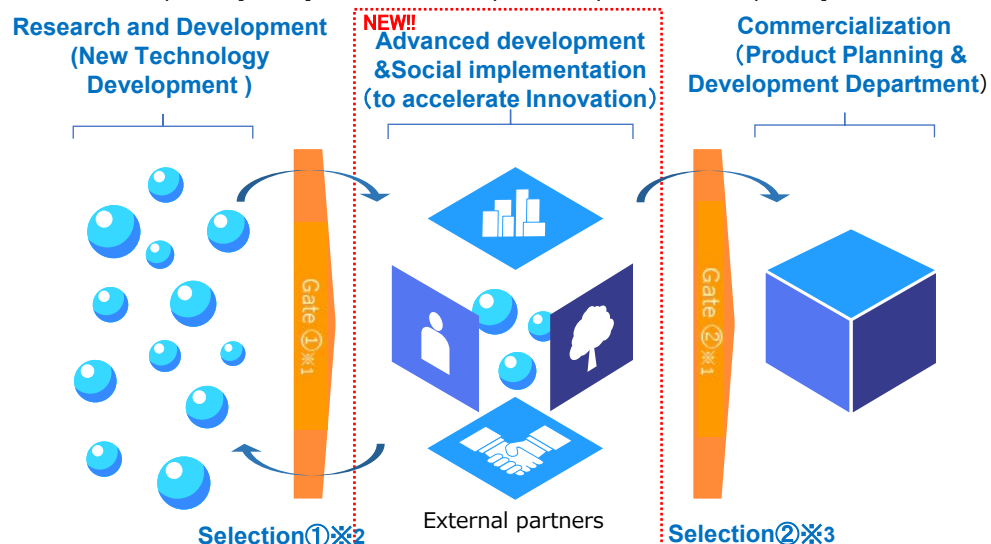 Research and Development
(New Technology
Development )
NEW!!
Advanced development
&Social implementation
（to accelerate Innovation）
Commercialization
（Product Planning &
Development Department）
Gate ①※1
Gate ②※1
External partners
Selection①※2
Selection②※3